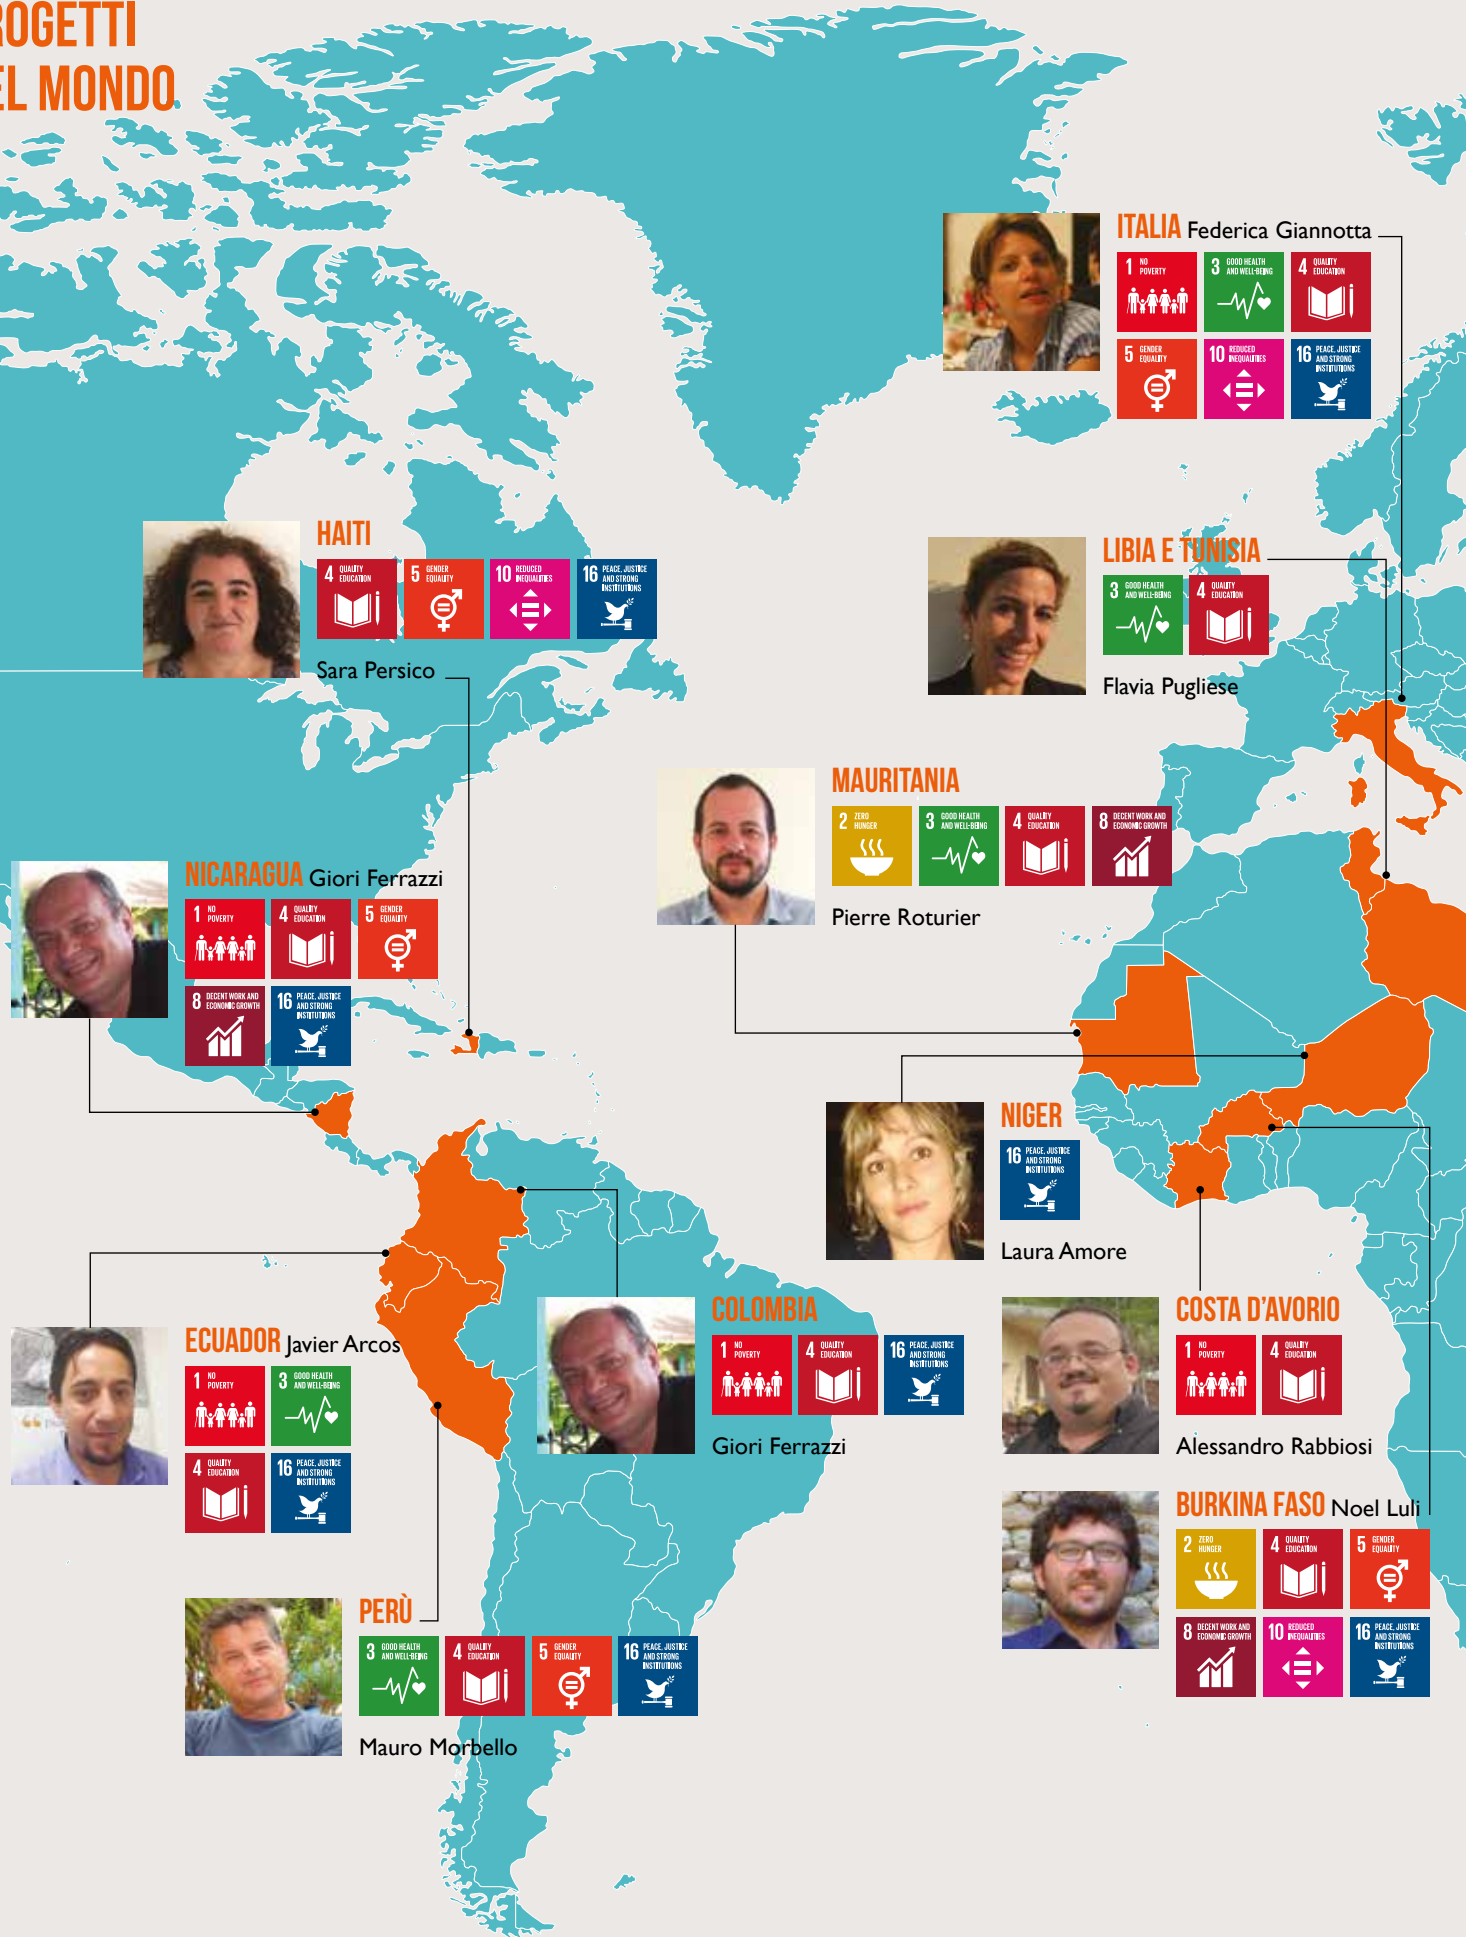 ROGETTI
EL MONDO
ITALIA Federica Giannotta
1 NO POVERTY
3 GOOD HEALTH AND WELL-BEING
4 QUALITY EDUCATION
5 GENDER EQUALITY
10 REDUCED INEQUALITIES
16 PEACE, JUSTICE AND STRONG INSTITUTIONS
HAITI
4 QUALITY EDUCATION
5 GENDER EQUALITY
10 REDUCED INEQUALITIES
16 PEACE, JUSTICE AND STRONG INSTITUTIONS
Sara Persico
LIBIA E TUNISIA
3 GOOD HEALTH AND WELL-BEING
4 QUALITY EDUCATION
Flavia Pugliese
MAURITANIA
2 ZERO HUNGER
3 GOOD HEALTH AND WELL-BEING
4 QUALITY EDUCATION
8 DECENT WORK AND ECONOMIC GROWTH
Pierre Roturier
NICARAGUA Giori Ferrazzi
1 NO POVERTY
4 QUALITY EDUCATION
5 GENDER EQUALITY
8 DECENT WORK AND ECONOMIC GROWTH
16 PEACE, JUSTICE AND STRONG INSTITUTIONS
NIGER
16 PEACE, JUSTICE AND STRONG INSTITUTIONS
Laura Amore
ECUADOR Javier Arcos
1 NO POVERTY
3 GOOD HEALTH AND WELL-BEING
4 QUALITY EDUCATION
16 PEACE, JUSTICE AND STRONG INSTITUTIONS
COLOMBIA
1 NO POVERTY
4 QUALITY EDUCATION
16 PEACE, JUSTICE AND STRONG INSTITUTIONS
Giori Ferrazzi
COSTA D'AVORIO
1 NO POVERTY
4 QUALITY EDUCATION
Alessandro Rabbiosi
BURKINA FASO Noel Luli
2 ZERO HUNGER
4 QUALITY EDUCATION
5 GENDER EQUALITY
8 DECENT WORK AND ECONOMIC GROWTH
10 REDUCED INEQUALITIES
16 PEACE, JUSTICE AND STRONG INSTITUTIONS
PERÙ
3 GOOD HEALTH AND WELL-BEING
4 QUALITY EDUCATION
5 GENDER EQUALITY
16 PEACE, JUSTICE AND STRONG INSTITUTIONS
Mauro Morbello